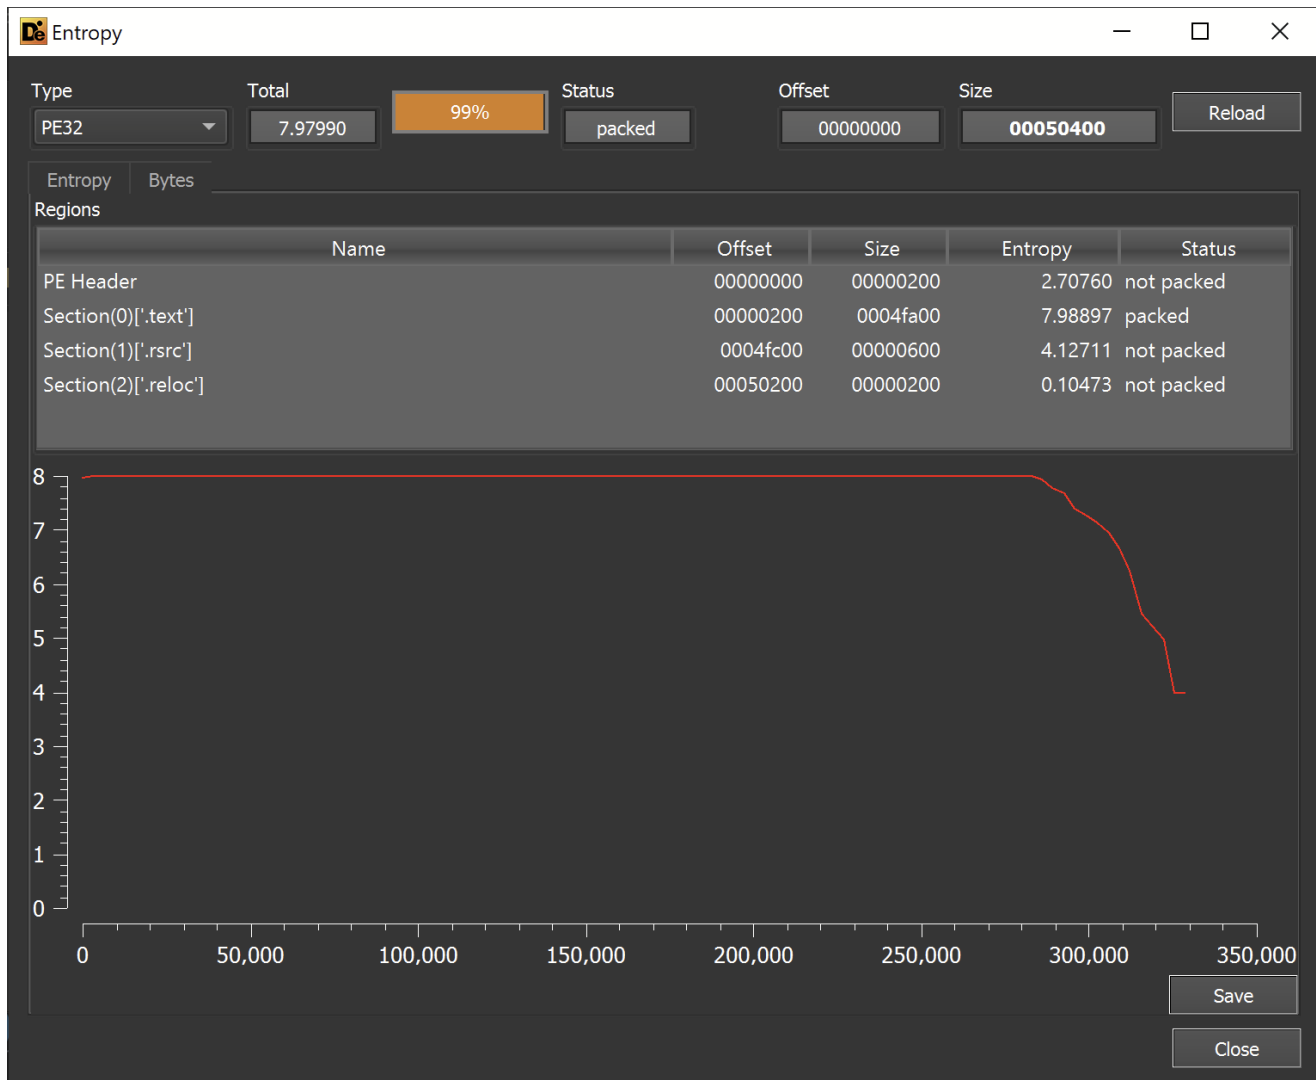 De Entropy
Type Total Status Offset Size
PE32 7.97990 99% packed 00000000 00050400 Reload
Entropy Bytes
Regions
Name Offset Size Entropy Status
PE Header 00000000 00000200 2.70760 not packed
Section(0)['.text'] 00000200 0004fa00 7.98897 packed
Section(1)['.rsrc'] 0004fc00 00000600 4.12711 not packed
Section(2)['.reloc'] 00050200 00000200 0.10473 not packed
8
7
6
5
4
3
2
1
0
0 50,000 100,000 150,000 200,000 250,000 300,000 350,000
Save
Close